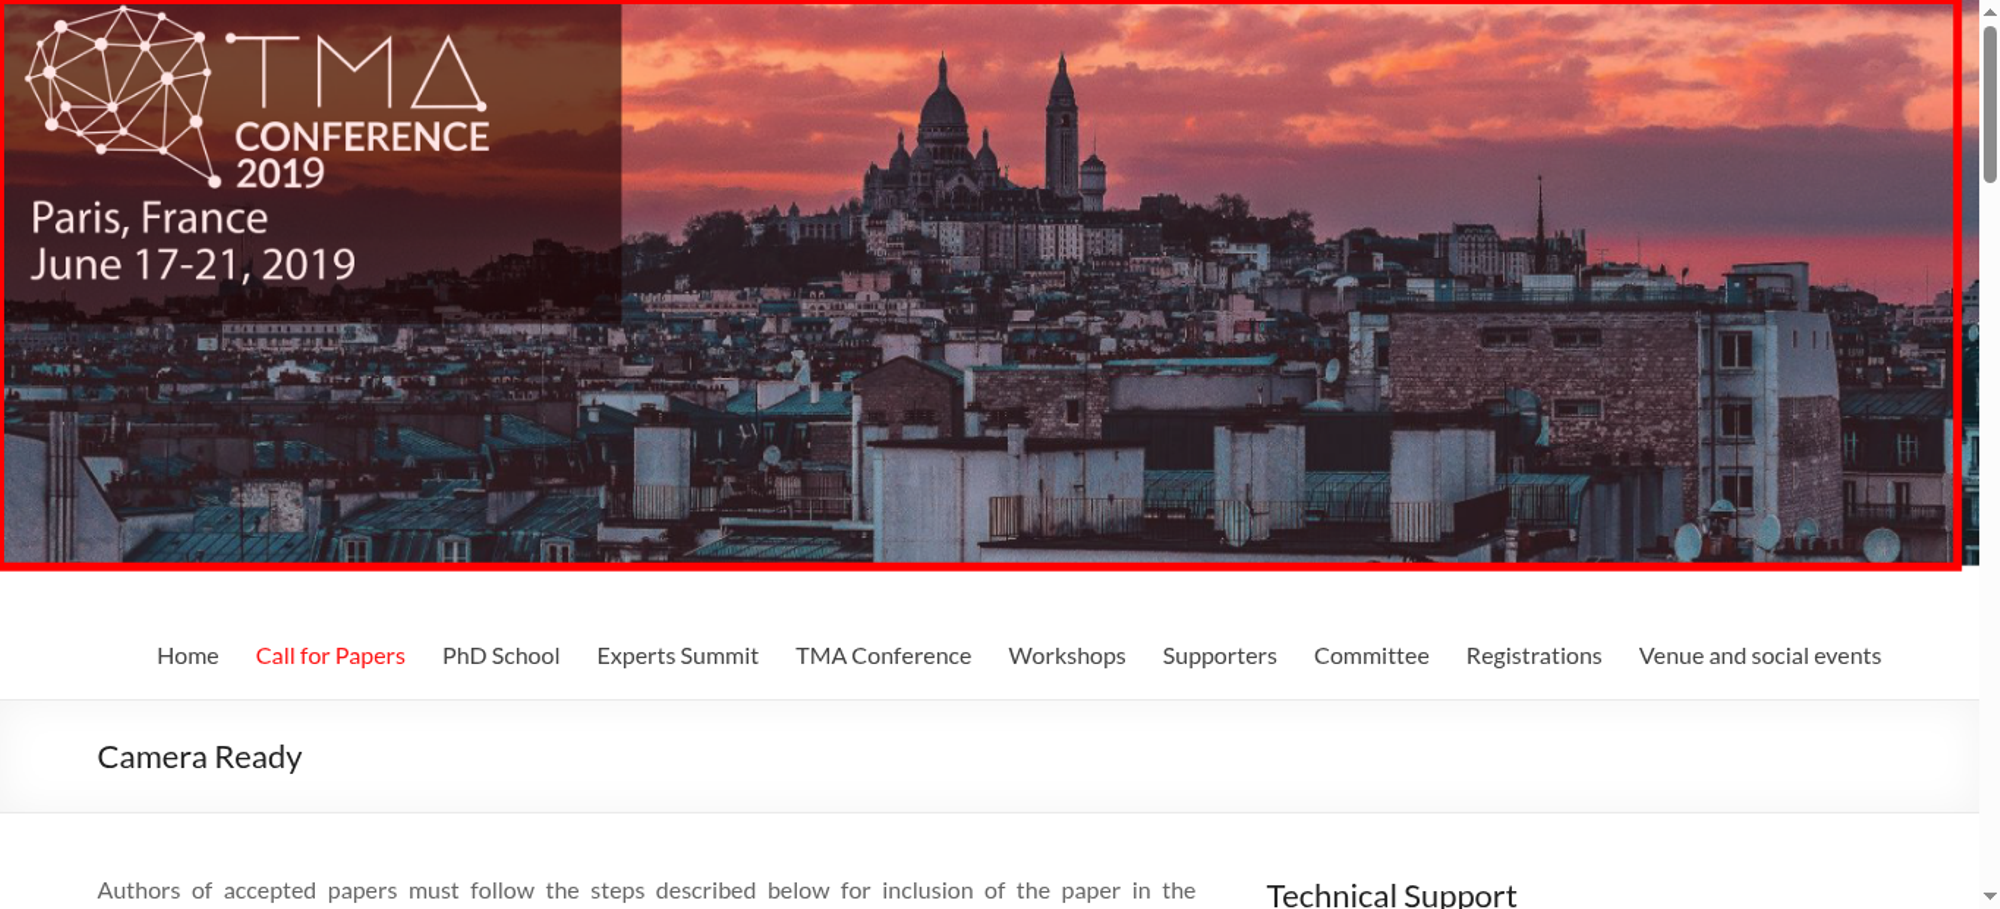 TMA
CONFERENCE
2019
Paris, France
June 17-21, 2019
Home Call for Papers PhD School Experts Summit TMA Conference Workshops Supporters Committee Registrations Venue and social events
Camera Ready
Authors of accepted papers must follow the steps described below for inclusion of the paper in the
Technical Support